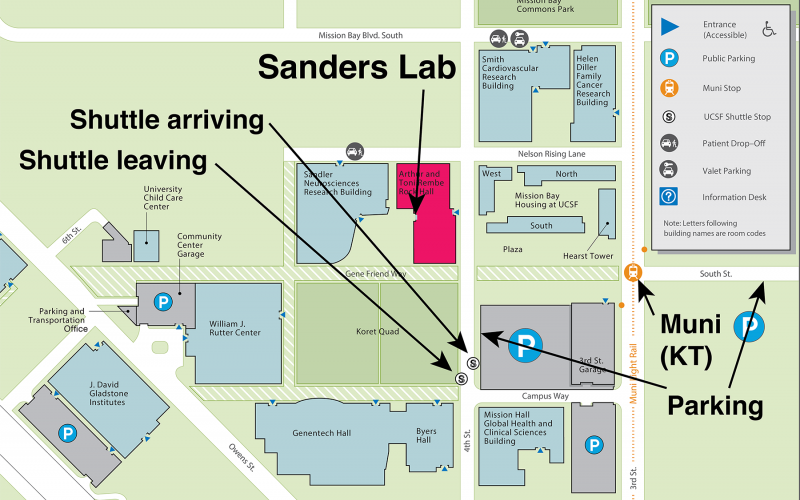 Mission Bay
Commons Park
Mission Bay Blvd. South
Sanders Lab
Shuttle arriving
Shuttle leaving
Smith
Cardiovascular
Research
Building
Helen
Diller
Family
Cancer
Research
Building
Entrance
(Accessible)
P
Public Parking
Muni Stop
S
UCSF Shuttle Stop
Patient Drop–Off
Valet Parking
?
Information Desk
Note: Letters following
building names are room codes
Nelson Rising Lane
Sandler
Neurosciences
Research Building
Arthur and
Toni Rembe
Rock Hall
West
North
Mission Bay
Housing at UCSF
South
Plaza
Hearst Tower
University
Child Care
Center
6th St.
Community
Center
Garage
Gene Friend Way
South St.
P
Parking and
Transportation
Office
William J.
Rutter Center
Koret Quad
P
3rd St.
Garage
Muni
(KT)
P
Muni Light Rail
S
S
Parking
J. David
Gladstone
Institutes
P
Campus Way
Owens St.
Genentech Hall
Byers
Hall
4th St.
Mission Hall
Global Health and
Clinical Sciences
Building
P
3rd St.